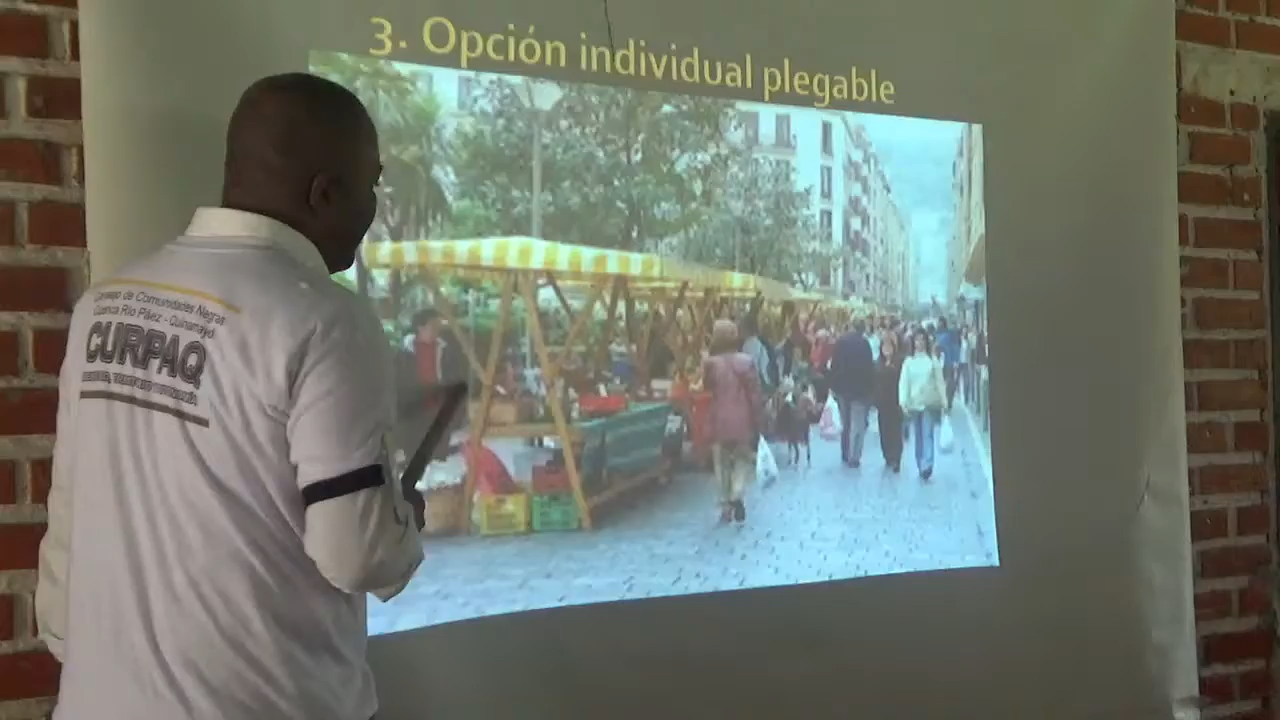 3. Opción individual plegable
Consejo de Comunidades Negras
Cuenca Río Páez - Quinamayó
CURPAQ